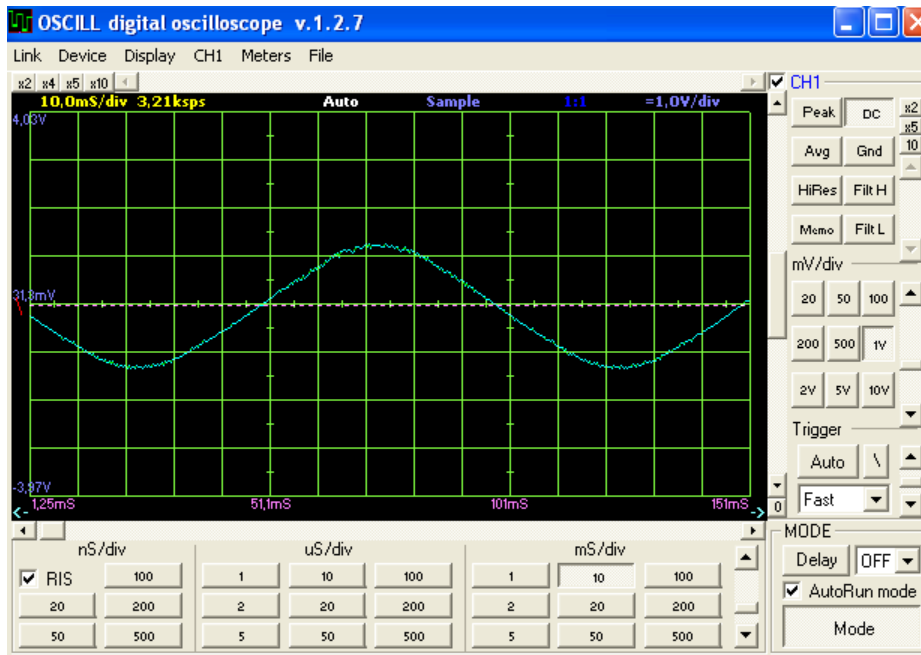 OSCILL digital oscilloscope v.1.2.7
Link Device Display CH1 Meters File
x2 x4 x5 x10 CH1
10,0mS/div 3,21ksps Auto Sample 1:1 =1,0V/div
4,03V
Peak DC x2
x5
Avg Gnd 10
HiRes Filt H
Memo Filt L
mV/div
31,3mV
20 50 100
200 500 1V
2V 5V 10V
Trigger
Auto \
-3,97V
<- 1,25mS 51,1mS 101mS 151mS -> 0 Fast
MODE
nS/div uS/div mS/div
Delay OFF
RIS 100 1 10 100 1 10 100
AutoRun mode
20 200 2 20 200 2 20 200
Mode
50 500 5 50 500 5 50 500